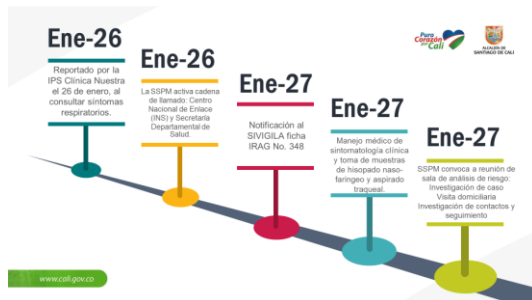 Ene-26
Reportado por la
IPS Clínica Nuestra
el 26 de enero, al
consultar síntomas
respiratorios.
Ene-26
La SSPM activa cadena
de llamado: Centro
Nacional de Enlace
(INS) y Secretaría
Departamental de
Salud.
Ene-27
Notificación al
SIVIGILA ficha
IRAG No. 348
Ene-27
Manejo médico de
sintomatología clínica
y toma de muestras
de hisopado naso-
faringeo y aspirado
traqueal.
Ene-27
SSPM convoca a reunión de
sala de análisis de riesgo:
Investigación de caso
Visita domiciliaria
Investigación de contactos y
seguimiento
Puro
Corazón
por
Cali
ALCALDÍA DE
SANTIAGO DE CALI
www.cali.gov.co